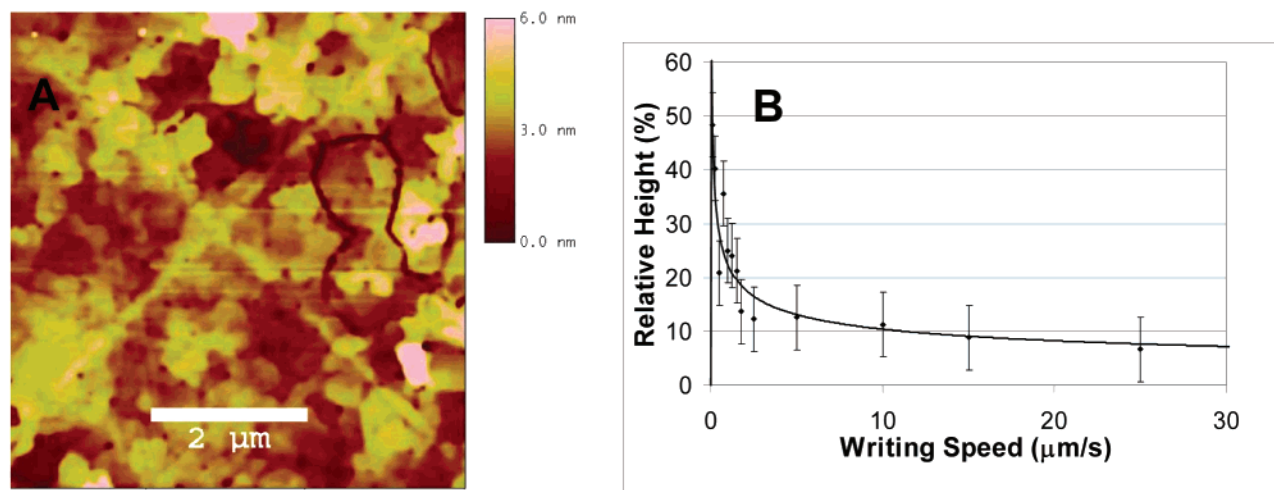 A
6.0 nm
3.0 nm
0.0 nm
2 μm
B
Relative Height (%)
60
50
40
30
20
10
0
0 10 20 30
Writing Speed (μm/s)